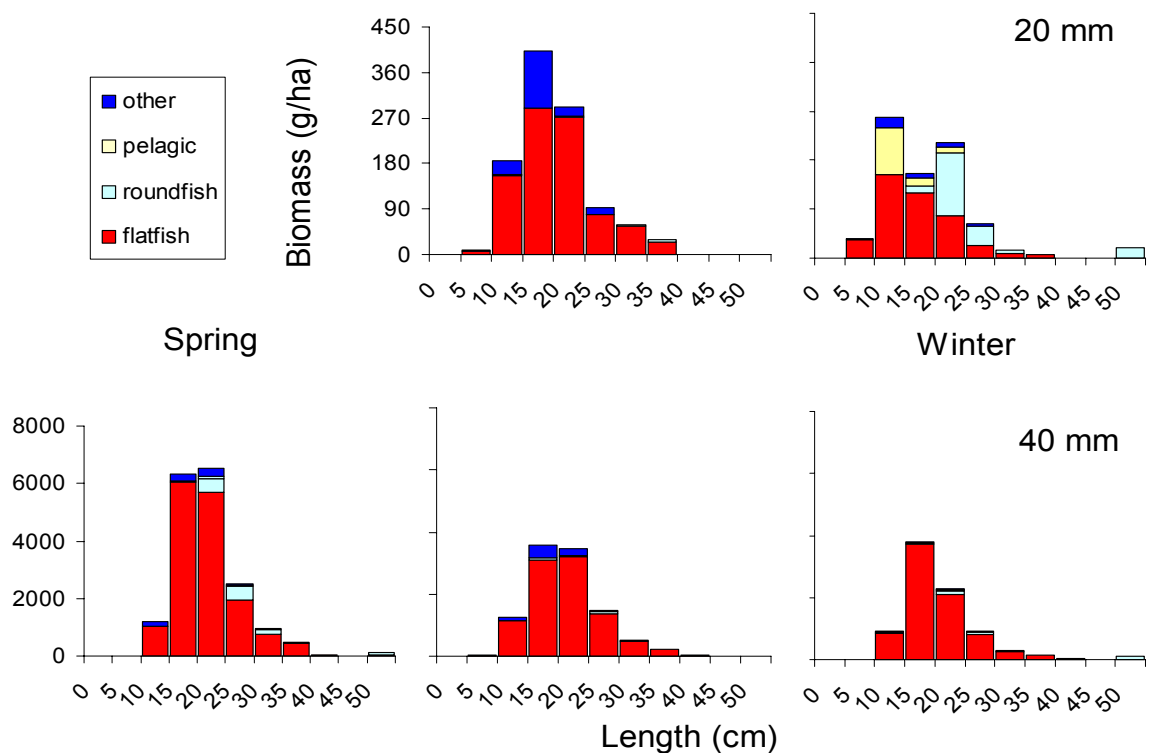 20 mm
other
pelagic
roundfish
flatfish
Biomass (g/ha)
450
360
270
180
90
0
0 5 10 15 20 25 30 35 40 45 50
0 5 10 15 20 25 30 35 40 45 50
Spring
Winter
40 mm
8000
6000
4000
2000
0
0 5 10 15 20 25 30 35 40 45 50
0 5 10 15 20 25 30 35 40 45 50
0 5 10 15 20 25 30 35 40 45 50
Length (cm)